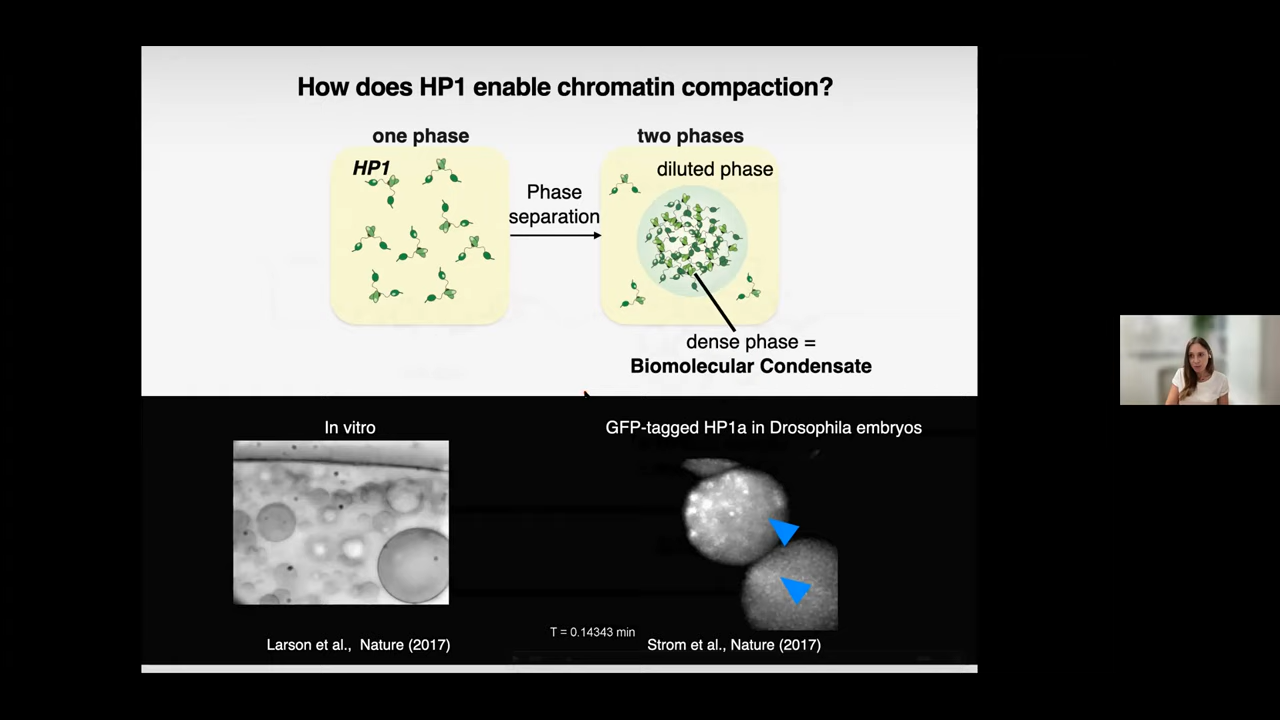 How does HP1 enable chromatin compaction?
one phase
two phases
HP1
diluted phase
Phase
separation
dense phase =
Biomolecular Condensate
In vitro
GFP-tagged HP1a in Drosophila embryos
T = 0.14343 min
Larson et al., Nature (2017)
Strom et al., Nature (2017)